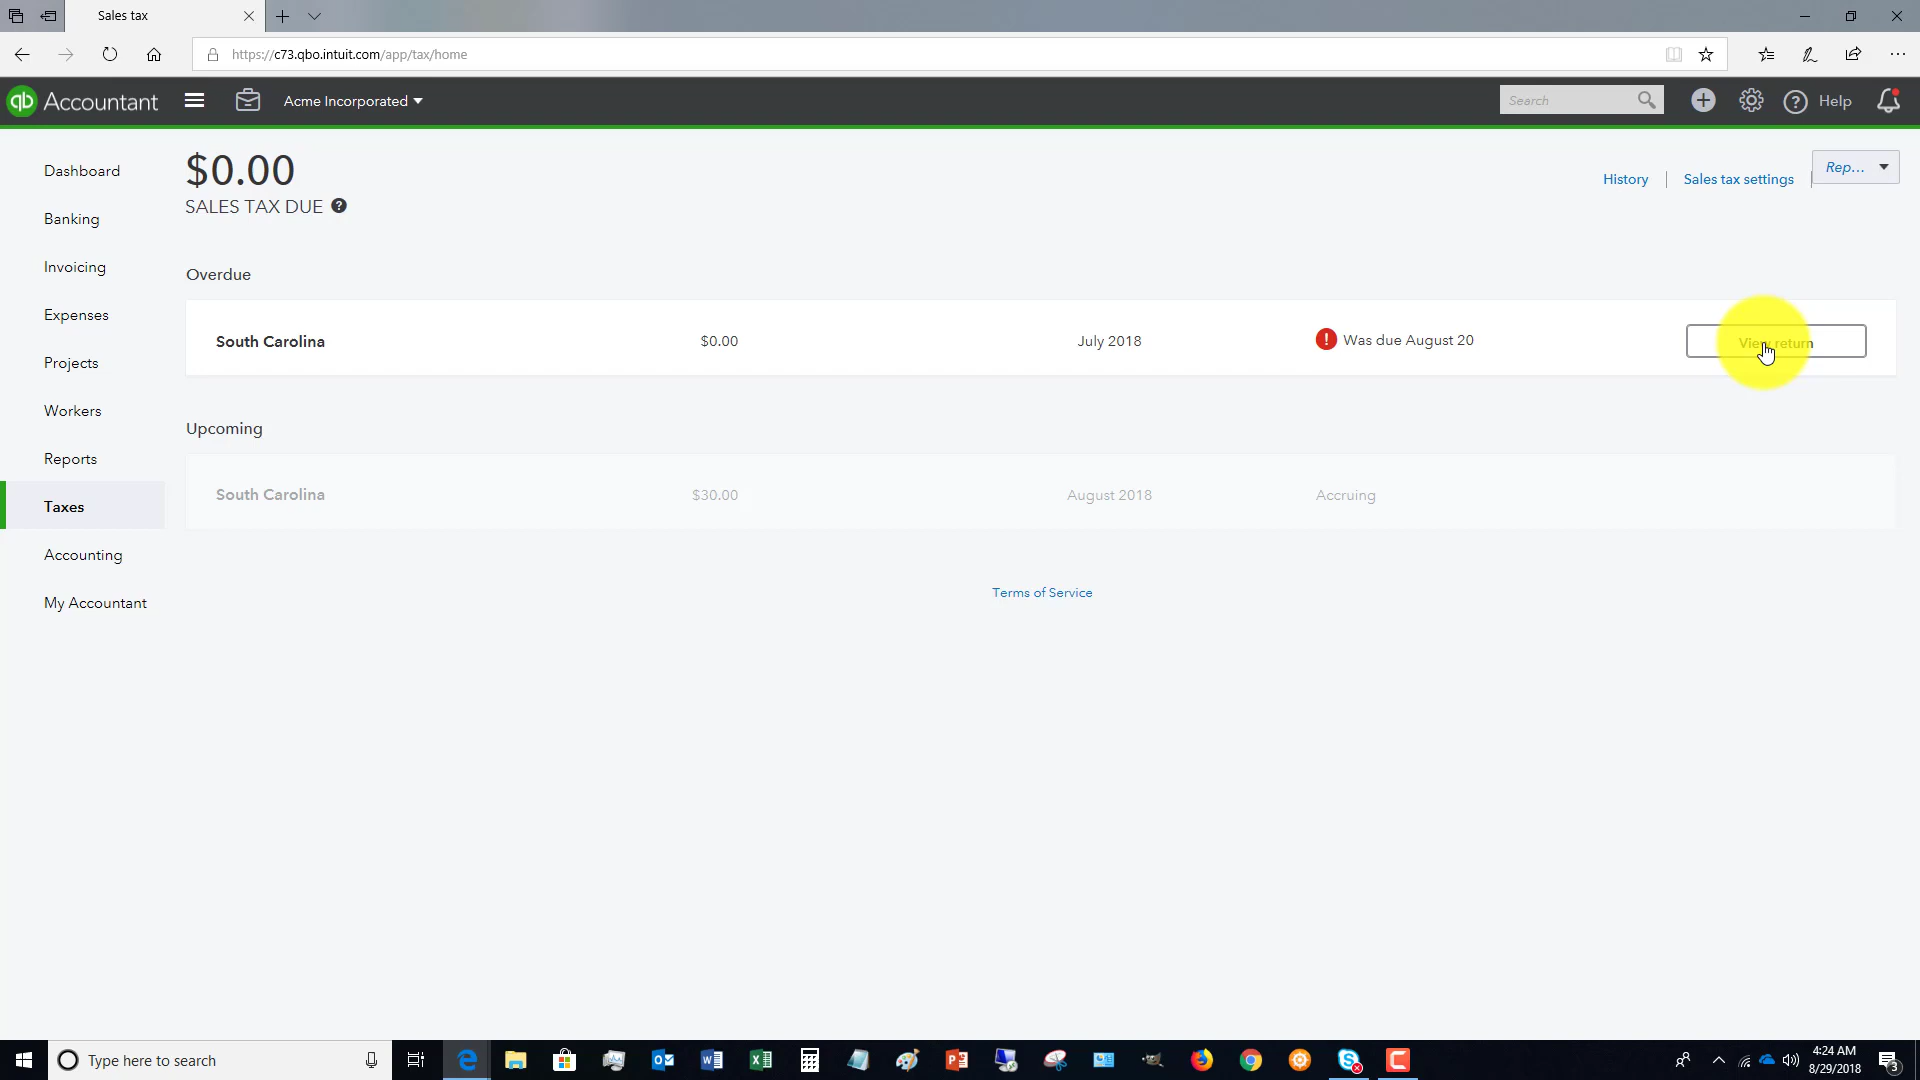 Sales tax
https://c73.qbo.intuit.com/app/tax/home
qb Accountant
Acme Incorporated
Search
Help
Dashboard
Banking
Invoicing
Expenses
Projects
Workers
Reports
Taxes
Accounting
My Accountant
$0.00
SALES TAX DUE ?
History | Sales tax settings | Rep...
Overdue
South Carolina $0.00 July 2018 ! Was due August 20 View return
Upcoming
South Carolina $30.00 August 2018 Accruing
Terms of Service
Type here to search
4:24 AM
8/29/2018
3